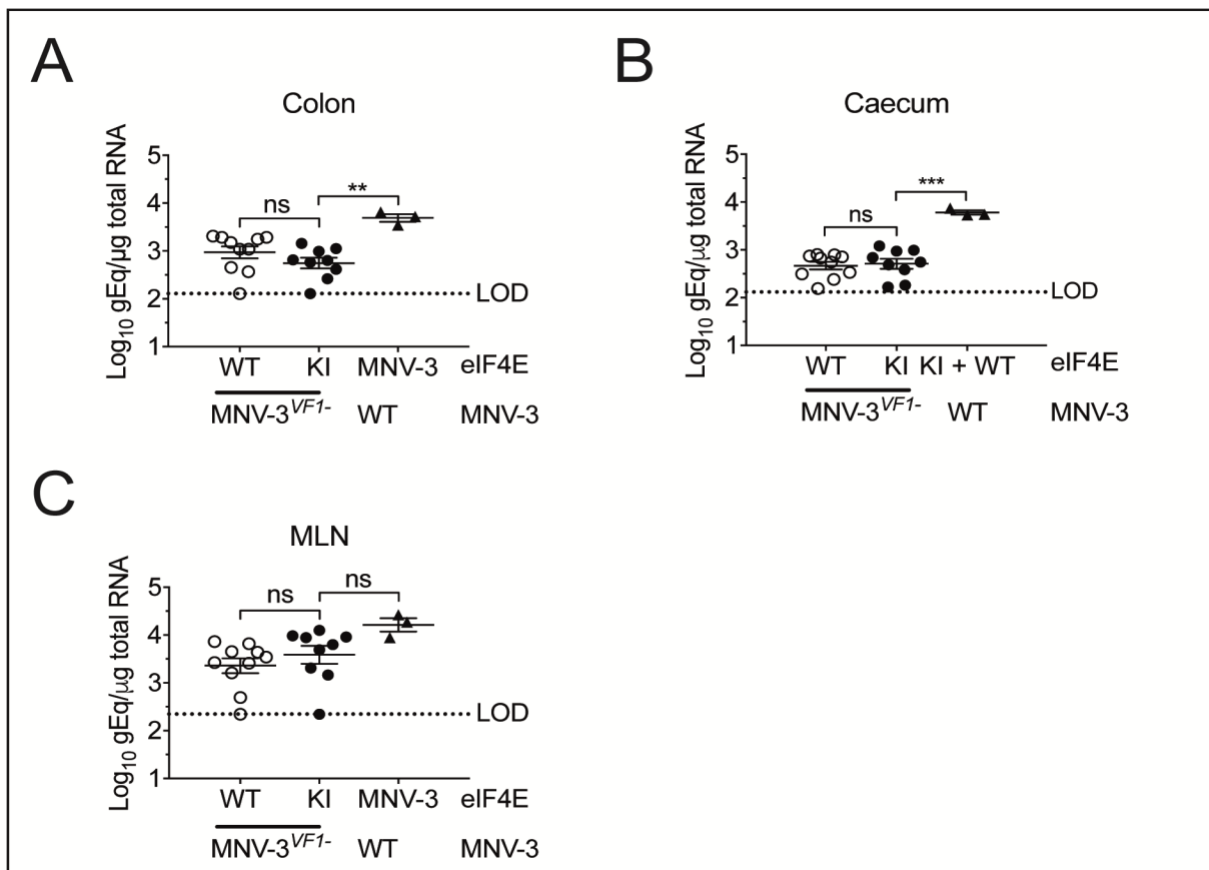 A
Colon
Log10 gEq/μg total RNA
5
4
3
2
1
ns
**
LOD
WT KI MNV-3 eIF4E
MNV-3VF1- WT MNV-3
B
Caecum
Log10 gEq/μg total RNA
5
4
3
2
1
ns
***
LOD
WT KI KI + WT eIF4E
MNV-3VF1- WT MNV-3
C
MLN
Log10 gEq/μg total RNA
5
4
3
2
1
ns
ns
LOD
WT KI MNV-3 eIF4E
MNV-3VF1- WT MNV-3